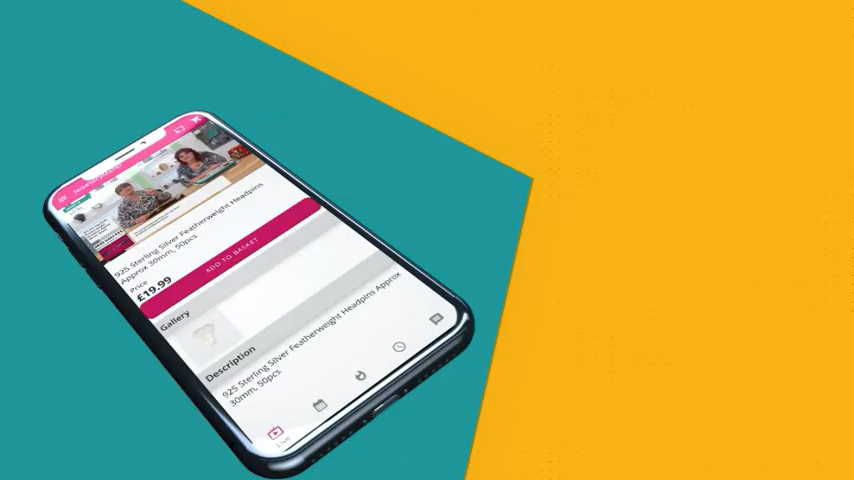 925 Sterling Silver Featherweight Headpins
Approx 30mm, 50pcs
Price
£19.99
ADD TO BASKET
Gallery
Description
925 Sterling Silver Featherweight Headpins Approx
30mm, 50pcs
Live